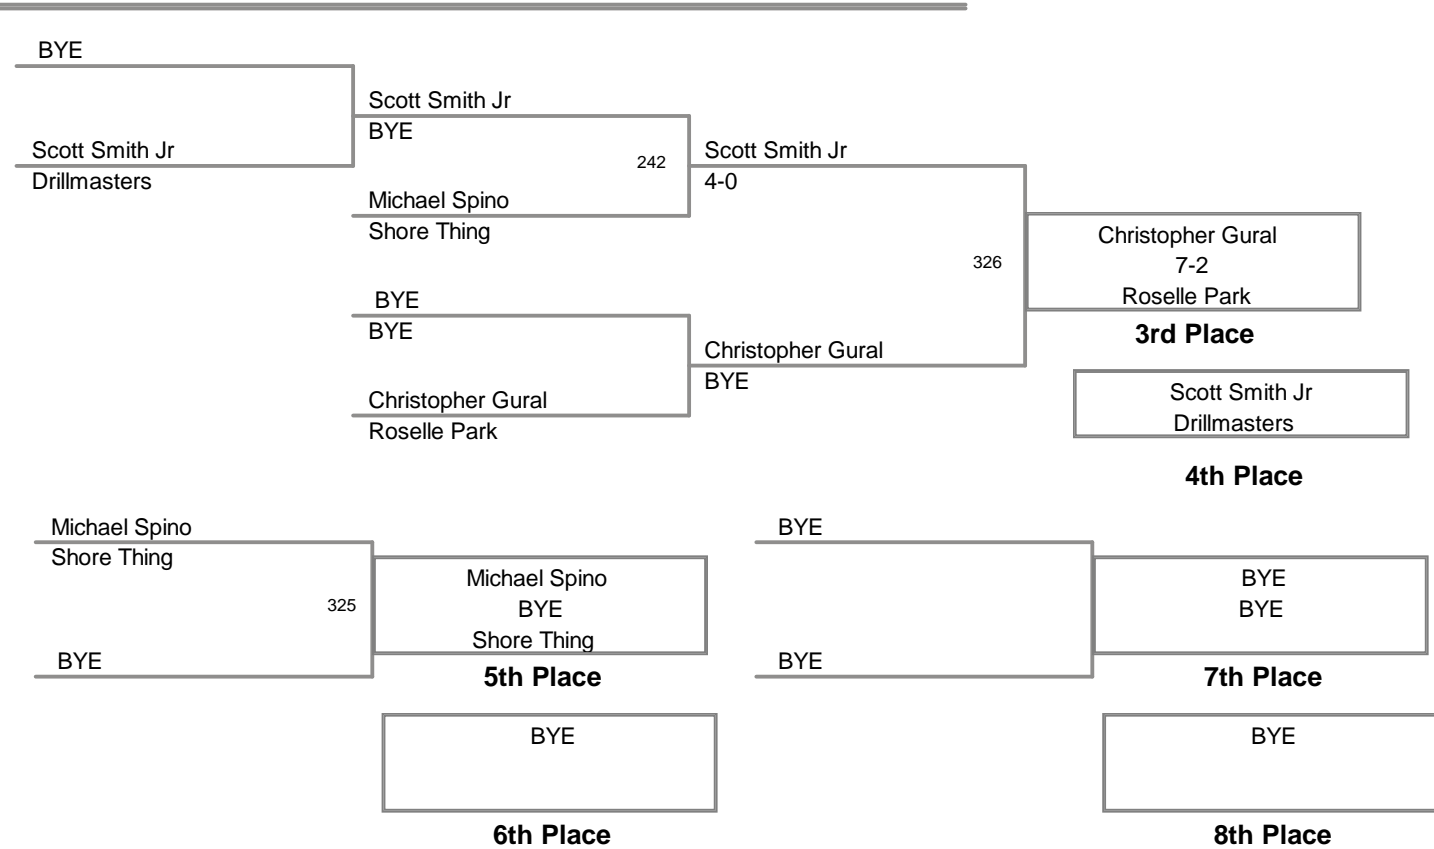 BYE
Scott Smith Jr
BYE
Scott Smith Jr
Drillmasters
242
Scott Smith Jr
4-0
Michael Spino
Shore Thing
Christopher Gural
7-2
Roselle Park
326
3rd Place
BYE
BYE
Christopher Gural
BYE
Christopher Gural
Roselle Park
Scott Smith Jr
Drillmasters
4th Place
Michael Spino
Shore Thing
325
BYE
Michael Spino
BYE
Shore Thing
5th Place
BYE
6th Place
BYE
BYE
BYE
BYE
7th Place
BYE
8th Place